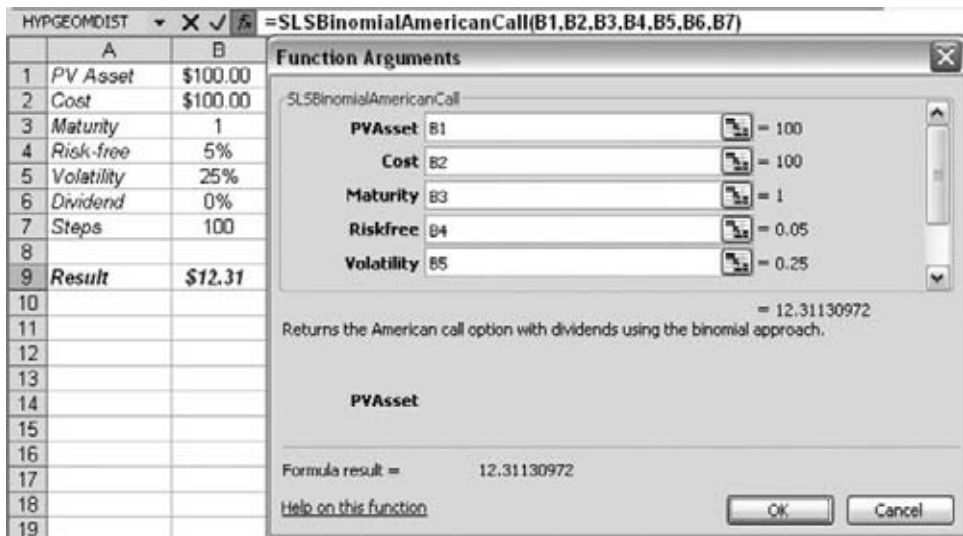 HYPGEOMDIST =SLSBinomialAmericanCall(B1,B2,B3,B4,B5,B6,B7)
A B
1 PV Asset $100.00
2 Cost $100.00
3 Maturity 1
4 Risk-free 5%
5 Volatility 25%
6 Dividend 0%
7 Steps 100
8
9 Result $12.31
10
11
12
13
14
15
16
17
18
19
Function Arguments
SLSBinomialAmericanCall
PVAsset B1 = 100
Cost B2 = 100
Maturity B3 = 1
Riskfree B4 = 0.05
Volatility B5 = 0.25
= 12.31130972
Returns the American call option with dividends using the binomial approach.
PVAsset
Formula result = 12.31130972
Help on this function
OK Cancel